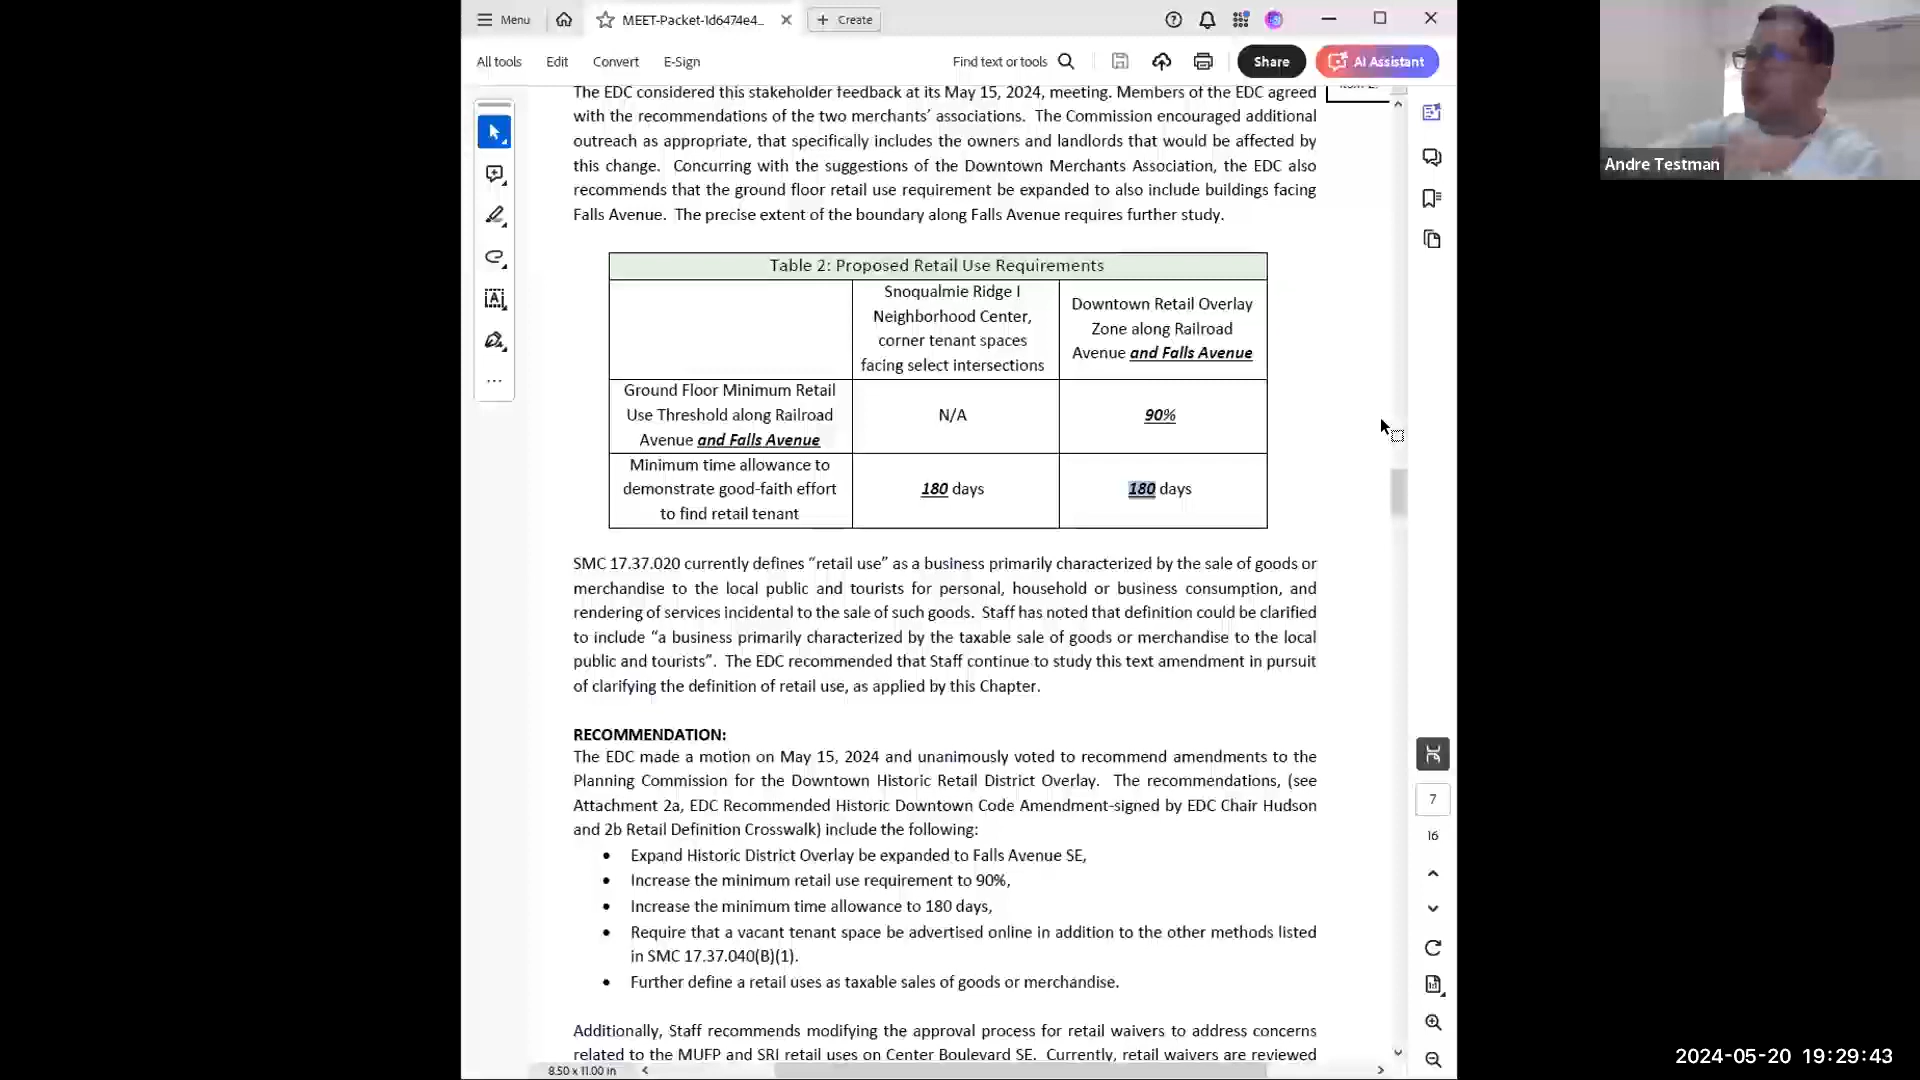 Menu
MEET-Packet-1d6474e4...
Create
All tools
Edit
Convert
E-Sign
Find text or tools
Share
AI Assistant
The EDC considered this stakeholder feedback at its May 15, 2024, meeting. Members of the EDC agreed
with the recommendations of the two merchants’ associations. The Commission encouraged additional
outreach as appropriate, that specifically includes the owners and landlords that would be affected by
this change. Concurring with the suggestions of the Downtown Merchants Association, the EDC also
recommends that the ground floor retail use requirement be expanded to also include buildings facing
Falls Avenue. The precise extent of the boundary along Falls Avenue requires further study.
Table 2: Proposed Retail Use Requirements
Snoqualmie Ridge I
Neighborhood Center,
corner tenant spaces
facing select intersections
Downtown Retail Overlay
Zone along Railroad
Avenue and Falls Avenue
Ground Floor Minimum Retail
Use Threshold along Railroad
Avenue and Falls Avenue
N/A
90%
Minimum time allowance to
demonstrate good-faith effort
to find retail tenant
180 days
180 days
SMC 17.37.020 currently defines “retail use” as a business primarily characterized by the sale of goods or
merchandise to the local public and tourists for personal, household or business consumption, and
rendering of services incidental to the sale of such goods. Staff has noted that definition could be clarified
to include “a business primarily characterized by the taxable sale of goods or merchandise to the local
public and tourists”. The EDC recommended that Staff continue to study this text amendment in pursuit
of clarifying the definition of retail use, as applied by this Chapter.
RECOMMENDATION:
The EDC made a motion on May 15, 2024 and unanimously voted to recommend amendments to the
Planning Commission for the Downtown Historic Retail District Overlay. The recommendations, (see
Attachment 2a, EDC Recommended Historic Downtown Code Amendment-signed by EDC Chair Hudson
and 2b Retail Definition Crosswalk) include the following:
• Expand Historic District Overlay be expanded to Falls Avenue SE,
• Increase the minimum retail use requirement to 90%,
• Increase the minimum time allowance to 180 days,
• Require that a vacant tenant space be advertised online in addition to the other methods listed
in SMC 17.37.040(B)(1).
• Further define a retail uses as taxable sales of goods or merchandise.
Additionally, Staff recommends modifying the approval process for retail waivers to address concerns
related to the MUFP and SRI retail uses on Center Boulevard SE. Currently, retail waivers are reviewed
8.50 x 11.00 in
7
16
Andre Testman
2024-05-20 19:29:43